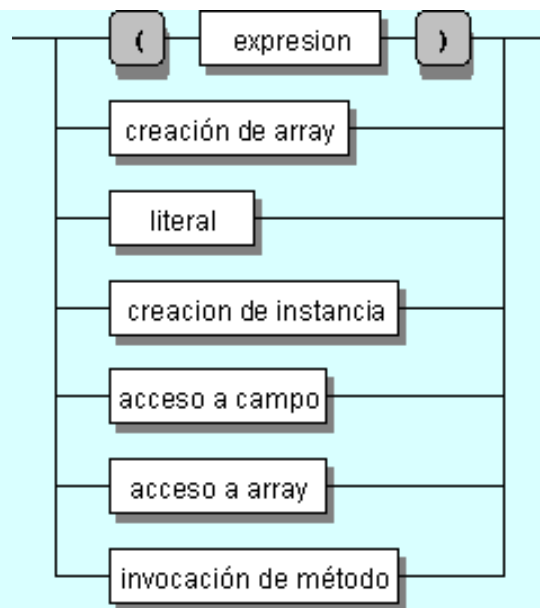 ( expresion )
creación de array
literal
creacion de instancia
acceso a campo
acceso a array
invocación de método